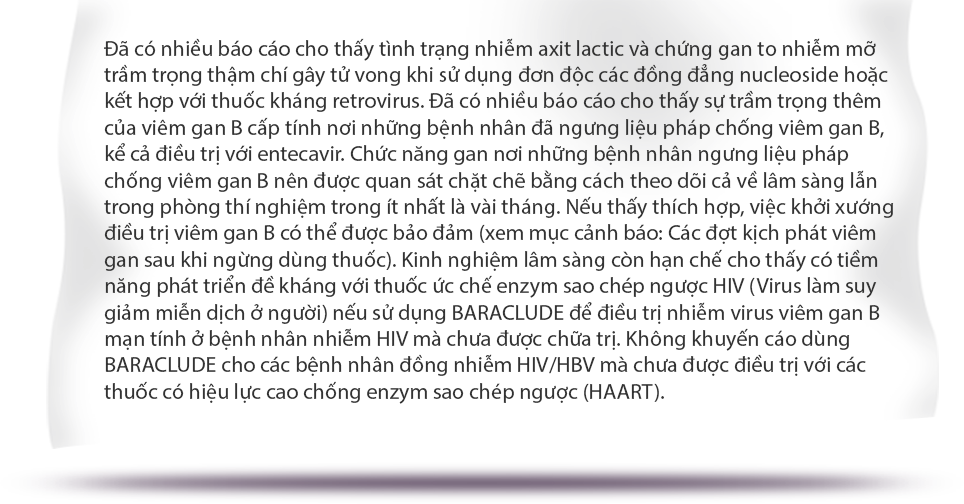 Đã có nhiều báo cáo cho thấy tình trạng nhiễm axit lactic và chứng gan to nhiễm mỡ
trầm trọng thậm chí gây tử vong khi sử dụng đơn độc các đồng đẳng nucleoside hoặc
kết hợp với thuốc kháng retrovirus. Đã có nhiều báo cáo cho thấy sự trầm trọng thêm
của viêm gan B cấp tính nơi những bệnh nhân đã ngưng liệu pháp chống viêm gan B,
kể cả điều trị với entecavir. Chức năng gan nơi những bệnh nhân ngưng liệu pháp
chống viêm gan B nên được quan sát chặt chẽ bằng cách theo dõi cả về lâm sàng lẫn
trong phòng thí nghiệm trong ít nhất là vài tháng. Nếu thấy thích hợp, việc khởi xướng
điều trị viêm gan B có thể được bảo đảm (xem mục cảnh báo: Các đợt kịch phát viêm
gan sau khi ngừng dùng thuốc). Kinh nghiệm lâm sàng còn hạn chế cho thấy có tiềm
năng phát triển đề kháng với thuốc ức chế enzym sao chép ngược HIV (Virus làm suy
giảm miễn dịch ở người) nếu sử dụng BARACLUDE để điều trị nhiễm virus viêm gan B
mạn tính ở bệnh nhân nhiễm HIV mà chưa được chữa trị. Không khuyến cáo dùng
BARACLUDE cho các bệnh nhân đồng nhiễm HIV/HBV mà chưa được điều trị với các
thuốc có hiệu lực cao chống enzym sao chép ngược (HAART).